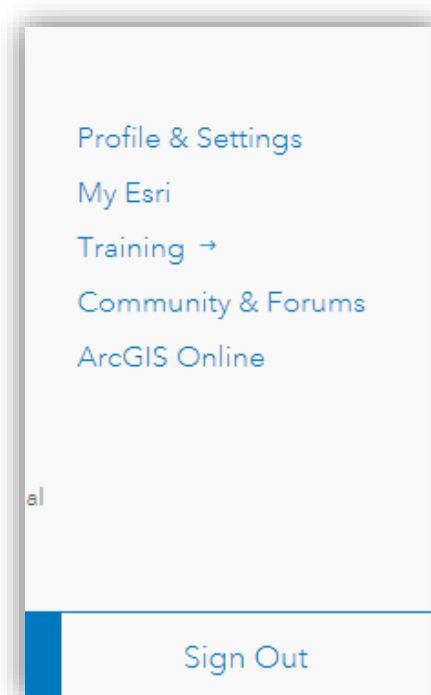 Profile & Settings
My Esri
Training →
Community & Forums
ArcGIS Online
al
Sign Out